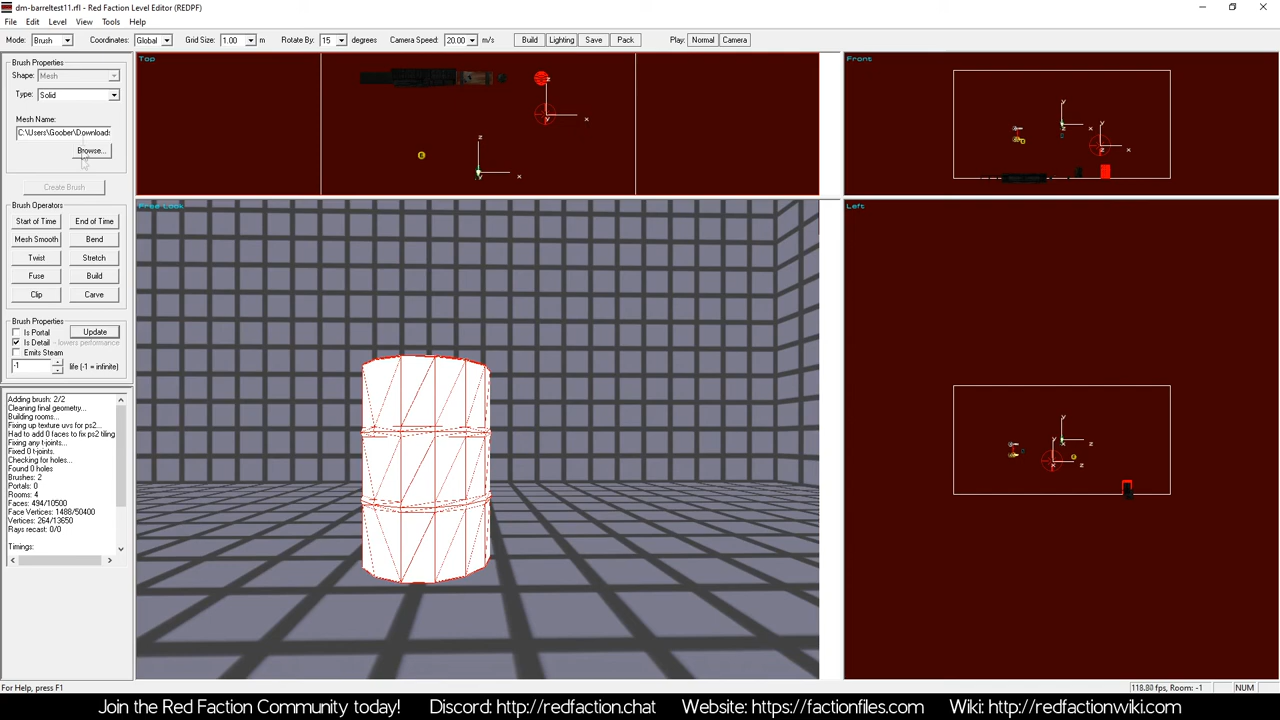 dm-barreltest11.rfl - Red Faction Level Editor (REDPF)
File Edit Level View Tools Help
Mode: Brush Coordinates: Global Grid Size: 1.00 m Rotate By: 15 degrees Camera Speed: 20.00 m/s Build Lighting Save Pack Play: Normal Camera
Brush Properties
Shape: Mesh
Type: Solid
Mesh Name:
C:\Users\Goober\Downloads
Browse...
Create Brush
Brush Operators
Start of Time End of Time
Mesh Smooth Bend
Twist Stretch
Fuse Build
Clip Carve
Brush Properties
Is Portal Update
Is Detail - lowers performance
Emits Steam
-1 life (-1 = infinite)
Adding brush: 2/2
Cleaning final geometry...
Building rooms...
Fixing up texture uvs for ps2...
Had to add 0 faces to fix ps2 tiling
Fixing any t-joints...
Fixed 0 t-joints.
Checking for holes...
Found 0 holes
Brushes: 2
Portals: 0
Rooms: 4
Faces: 494/10500
Face Vertices: 1488/50400
Vertices: 264/13650
Rays recast: 0/0
Timings:
Top
z
x
y
z
x
Front
y
x
y
x
z
Free Look
Left
y
z
y
z
x
For Help, press F1
118.80 fps, Room: -1 NUM
Join the Red Faction Community today! Discord: http://redfaction.chat Website: https://factionfiles.com Wiki: http://redfactionwiki.com